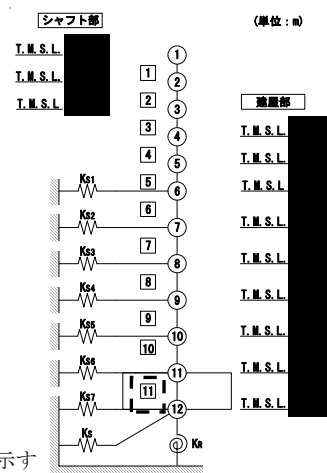 シャフト部
(単位：m)
T.M.S.L.
T.M.S.L.
T.M.S.L
建屋部
T.M.S.L.
T.M.S.L.
T.M.S.L
T.M.S.L.
T.M.S.L.
T.M.S.L.
T.M.S.L.
T.M.S.L.
T.M.S.L.
1
1
2
2
3
3
4
4
5
5
6
KS1
6
7
KS2
7
8
KS3
8
9
KS4
9
10
KS5
10
11
KS6
11
12
KS7
KS
KR
示す